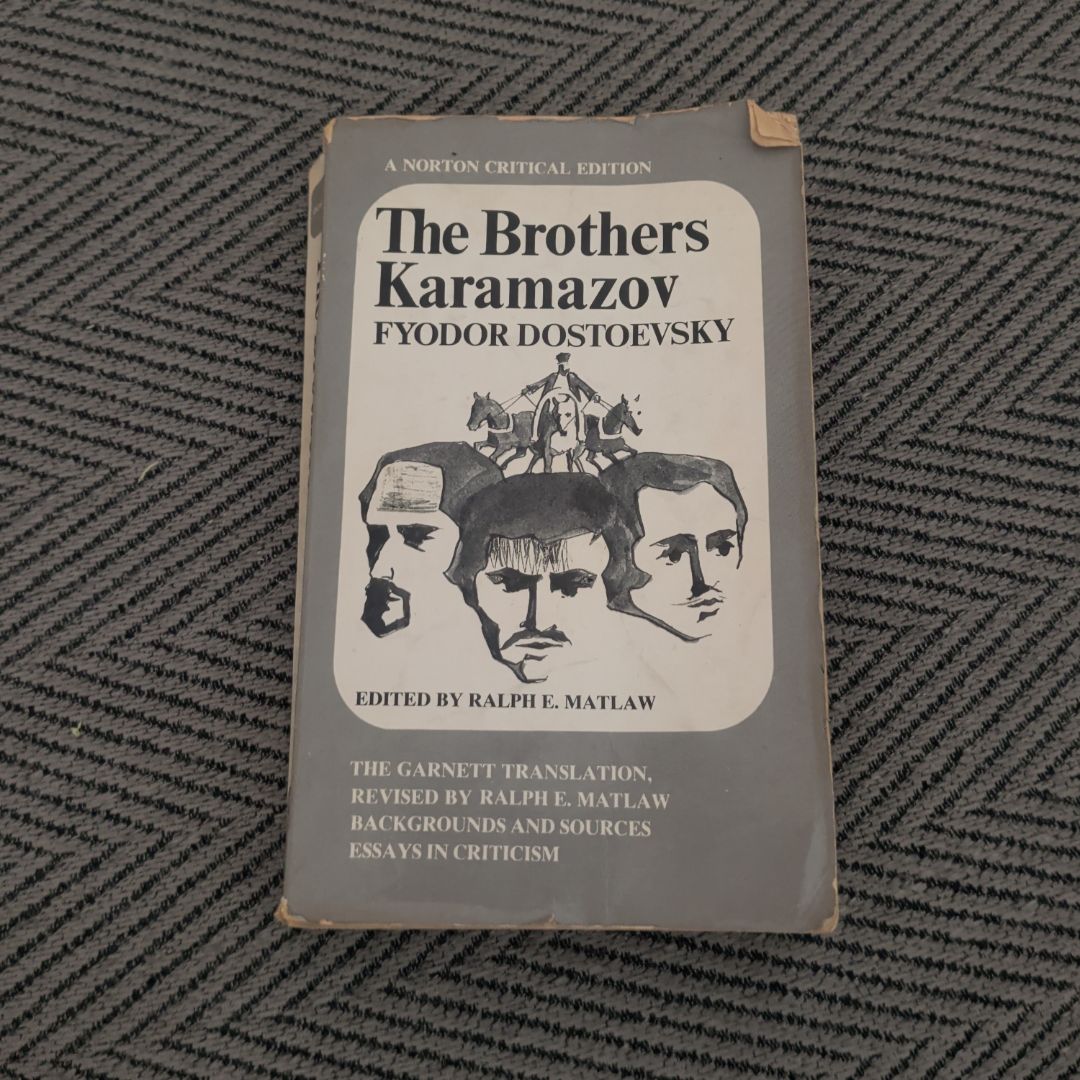 A NORTON CRITICAL EDITION
The Brothers
Karamazov
FYODOR DOSTOEVSKY
EDITED BY RALPH E. MATLAW
THE GARNETT TRANSLATION,
REVISED BY RALPH E. MATLAW
BACKGROUNDS AND SOURCES
ESSAYS IN CRITICISM